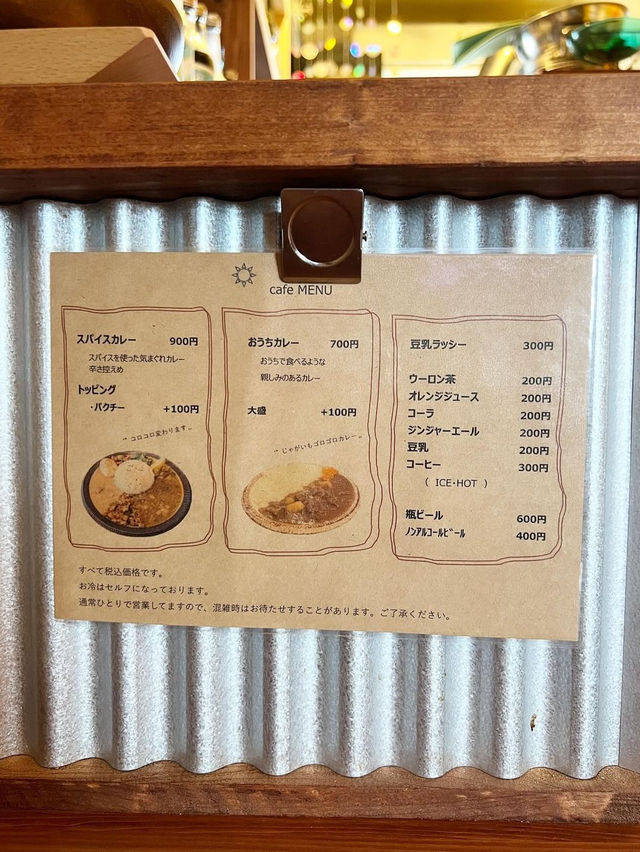 cafe MENU
スパイスカレー 900円
スパイスを使った気まぐれカレー
辛さ控えめ
トッピング
・パクチー +100円
コロコロ変わります
おうちカレー 700円
おうちで食べるような
親しみのあるカレー
大盛 +100円
じゃがいもゴロゴロカレー
豆乳ラッシー 300円
ウーロン茶 200円
オレンジジュース 200円
コーラ 200円
ジンジャーエール 200円
豆乳 200円
コーヒー 300円
( ICE・HOT )
瓶ビール 600円
ノンアルコールビール 400円
すべて税込価格です。
お冷はセルフになっております。
通常ひとりで営業してますので、混雑時はお待たせすることがあります。ご了承ください。